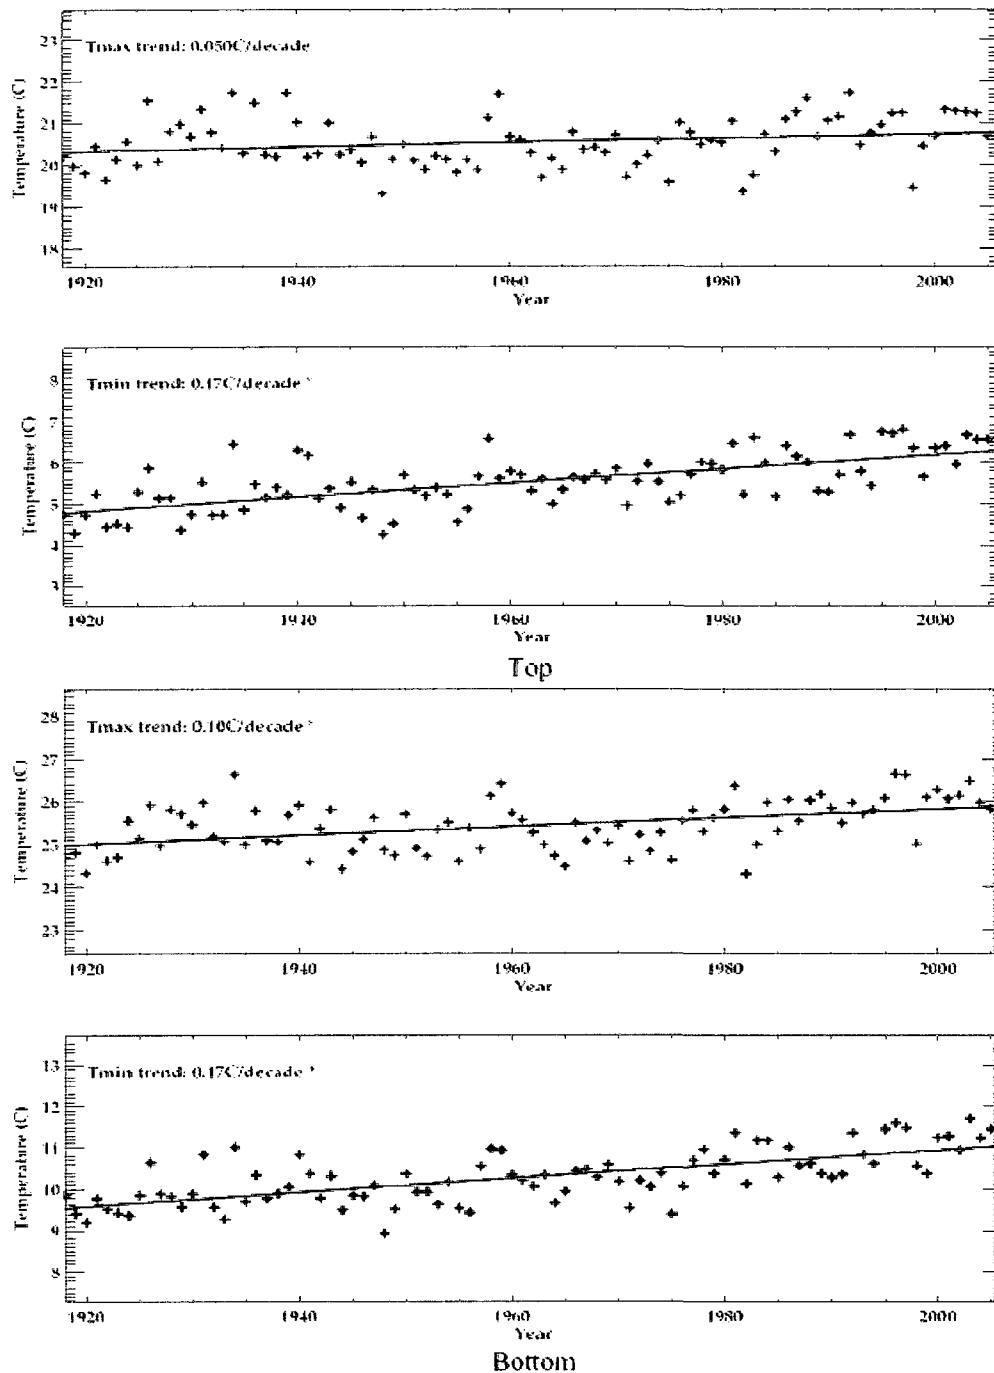 23
Tmax trend: 0.050C/decade
22
21
20
19
18
Temperature (C)
1920 1940 1960 1980 2000
Year
8
Tmin trend: 0.17C/decade *
7
6
5
4
3
Temperature (C)
1920 1940 1960 1980 2000
Year
Top
28
Tmax trend: 0.10C/decade *
27
26
25
24
23
Temperature (C)
1920 1940 1960 1980 2000
Year
13
Tmin trend: 0.17C/decade *
12
11
10
9
8
Temperature (C)
1920 1940 1960 1980 2000
Year
Bottom